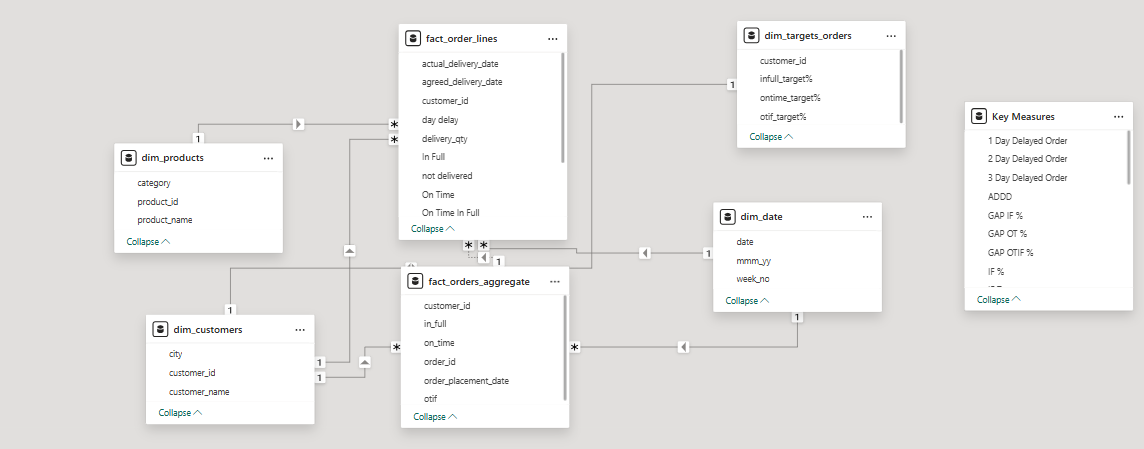 fact_order_lines
actual_delivery_date
agreed_delivery_date
customer_id
day delay
delivery_qty
In Full
not delivered
On Time
On Time In Full
Collapse
dim_targets_orders
customer_id
infull_target%
ontime_target%
otif_target%
Collapse
Key Measures
1 Day Delayed Order
2 Day Delayed Order
3 Day Delayed Order
ADDD
GAP IF %
GAP OT %
GAP OTIF %
IF %
Collapse
dim_products
category
product_id
product_name
Collapse
dim_date
date
mmm_yy
week_no
Collapse
fact_orders_aggregate
customer_id
in_full
on_time
order_id
order_placement_date
otif
Collapse
dim_customers
city
customer_id
customer_name
Collapse
1
*
*
1
*
*
1
1
1
1
1
*
*
1